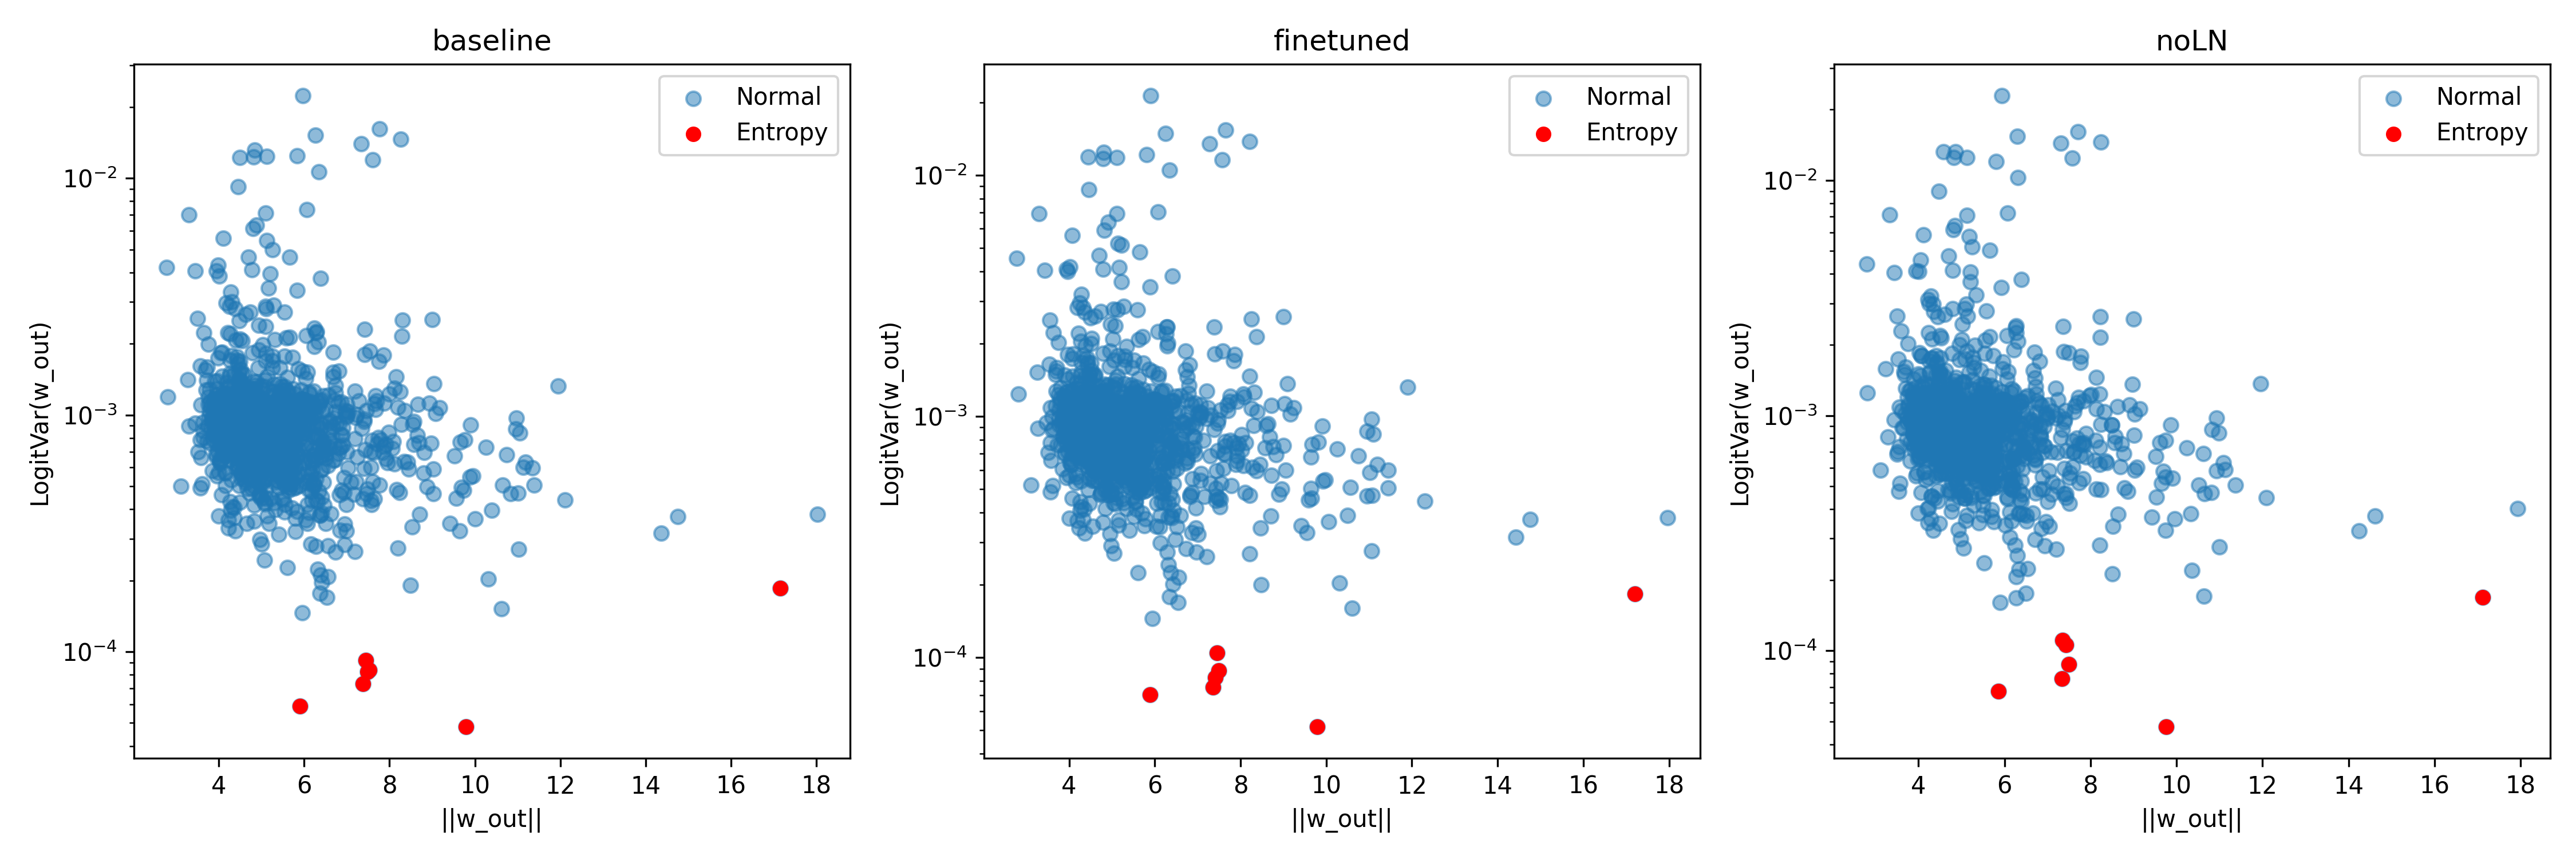 baseline
Normal
Entropy
10⁻²
10⁻³
10⁻⁴
LogitVar(w_out)
4 6 8 10 12 14 16 18
||w_out||
finetuned
Normal
Entropy
10⁻²
10⁻³
10⁻⁴
LogitVar(w_out)
4 6 8 10 12 14 16 18
||w_out||
noLN
Normal
Entropy
10⁻²
10⁻³
10⁻⁴
LogitVar(w_out)
4 6 8 10 12 14 16 18
||w_out||